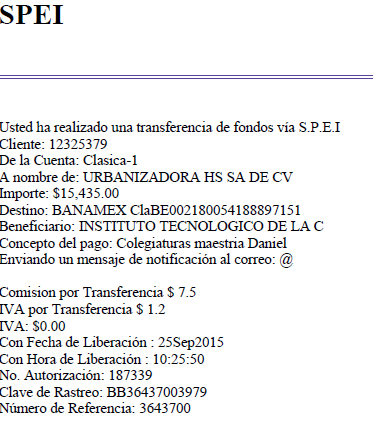 SPEI
Usted ha realizado una transferencia de fondos vía S.P.E.I
Cliente: 12325379
De la Cuenta: Clasica-1
A nombre de: URBANIZADORA HS SA DE CV
Importe: $15,435.00
Destino: BANAMEX ClaBE002180054188897151
Beneficiario: INSTITUTO TECNOLOGICO DE LA C
Concepto del pago: Colegiaturas maestria Daniel
Enviando un mensaje de notificación al correo: @
Comision por Transferencia $ 7.5
IVA por Transferencia $ 1.2
IVA: $0.00
Con Fecha de Liberación : 25Sep2015
Con Hora de Liberación : 10:25:50
No. Autorización: 187339
Clave de Rastreo: BB36437003979
Número de Referencia: 3643700